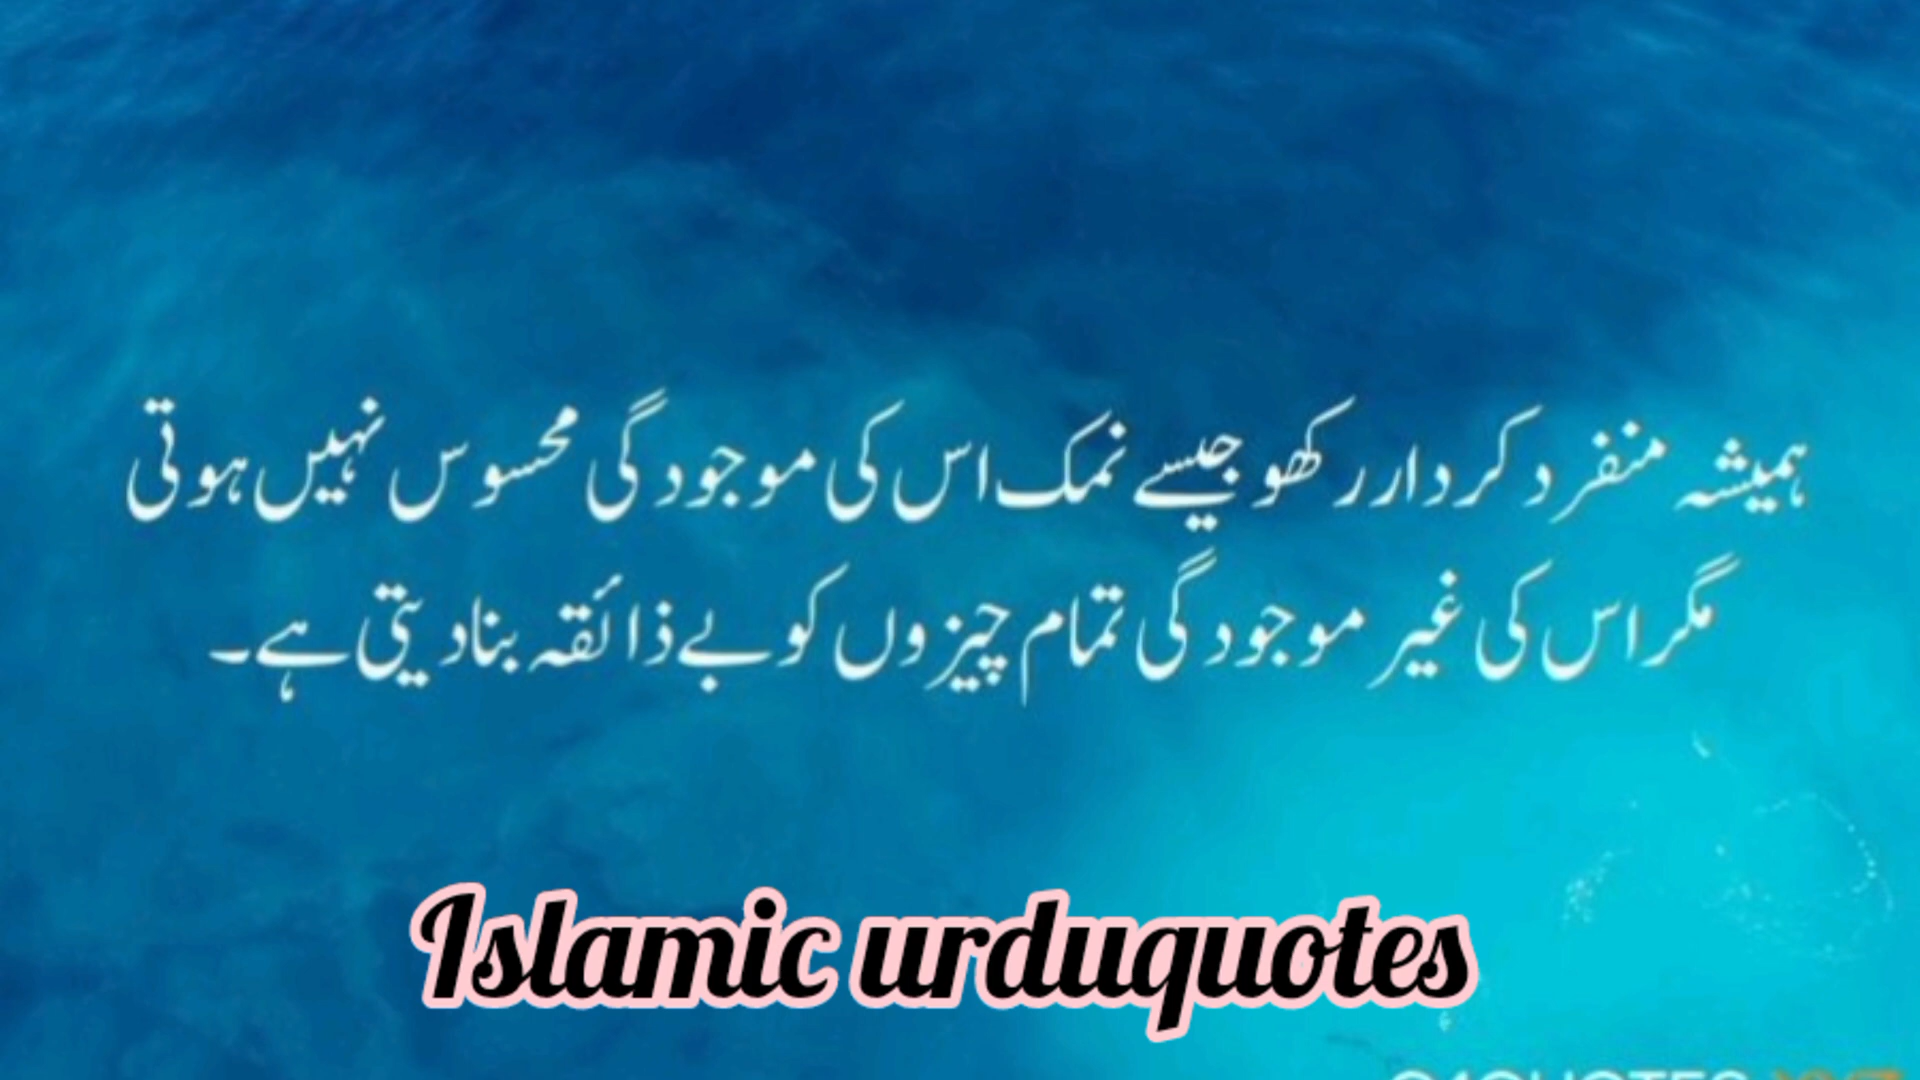 ہمیشہ منفرد کردار رکھو جیسے نمک اس کی موجودگی محسوس نہیں ہوتی
مگر اس کی غیر موجودگی تمام چیزوں کو بے ذائقہ بنا دیتی ہے۔
Islamic urduquotes